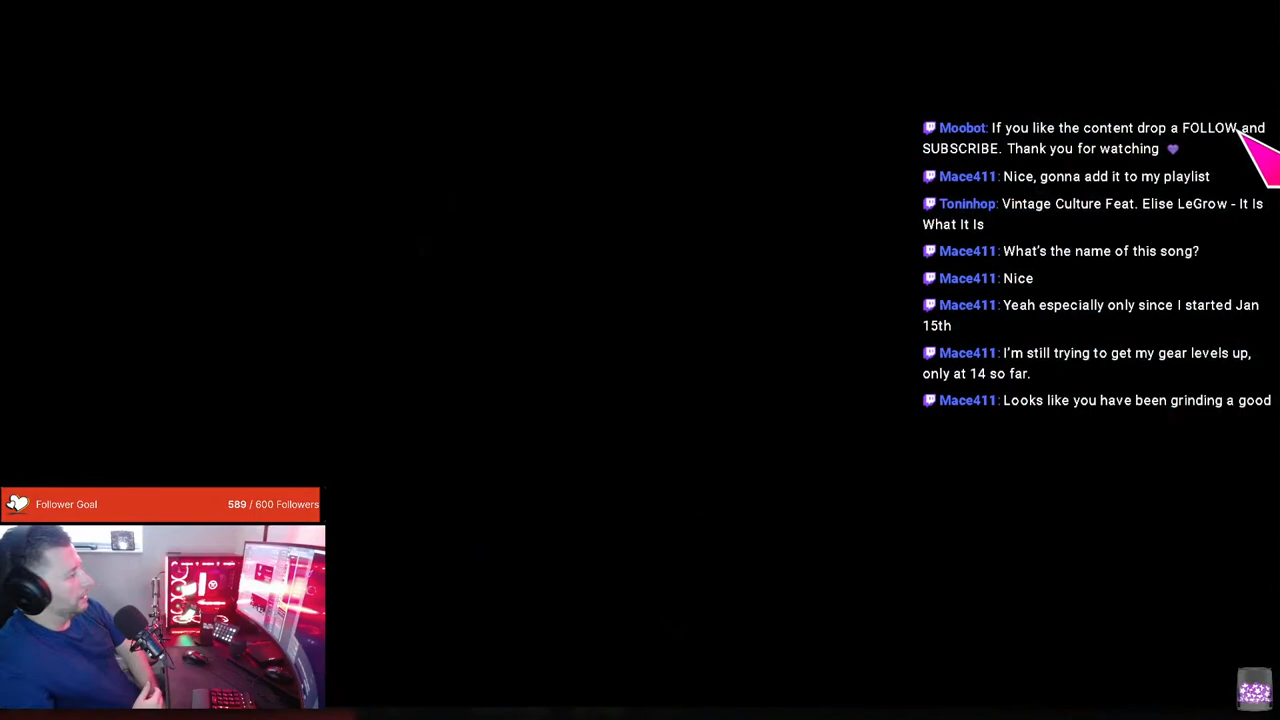 Moobot: If you like the content drop a FOLLOW and
SUBSCRIBE. Thank you for watching 💜
Mace411: Nice, gonna add it to my playlist
Toninhop: Vintage Culture Feat. Elise LeGrow - It Is
What It Is
Mace411: What's the name of this song?
Mace411: Nice
Mace411: Yeah especially only since I started Jan
15th
Mace411: I'm still trying to get my gear levels up,
only at 14 so far.
Mace411: Looks like you have been grinding a good
Follower Goal 589 / 600 Followers